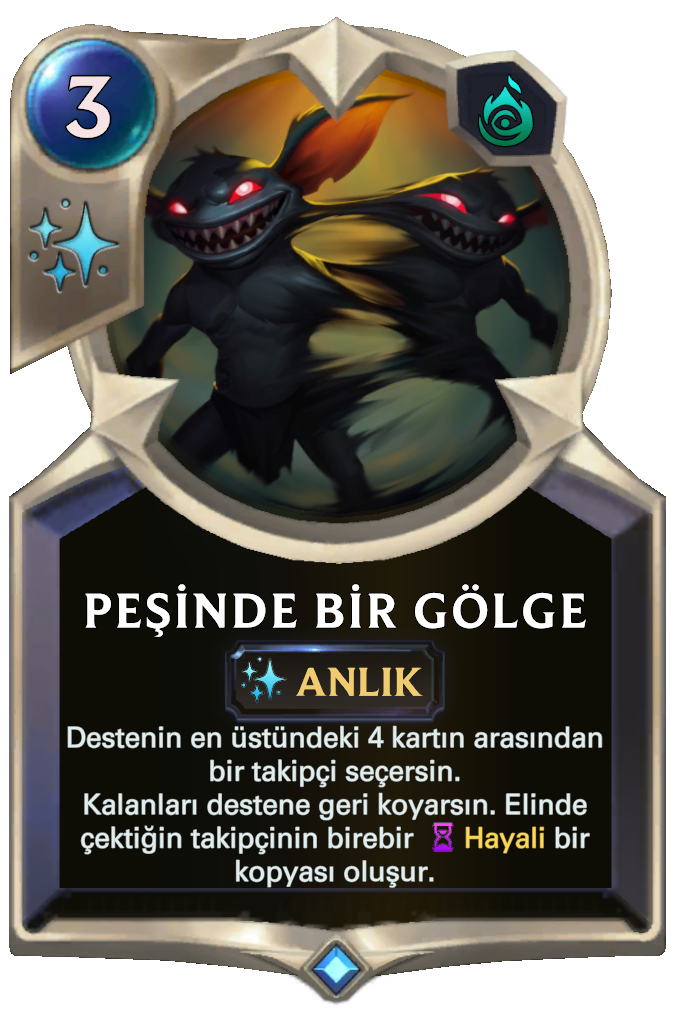 3
PEŞİNDE BİR GÖLGE
ANLIK
Destenin en üstündeki 4 kartın arasından
bir takipçi seçersin.
Kalanları destene geri koyarsın. Elinde
çektiğin takipçinin birebir Hayali bir
kopyası oluşur.